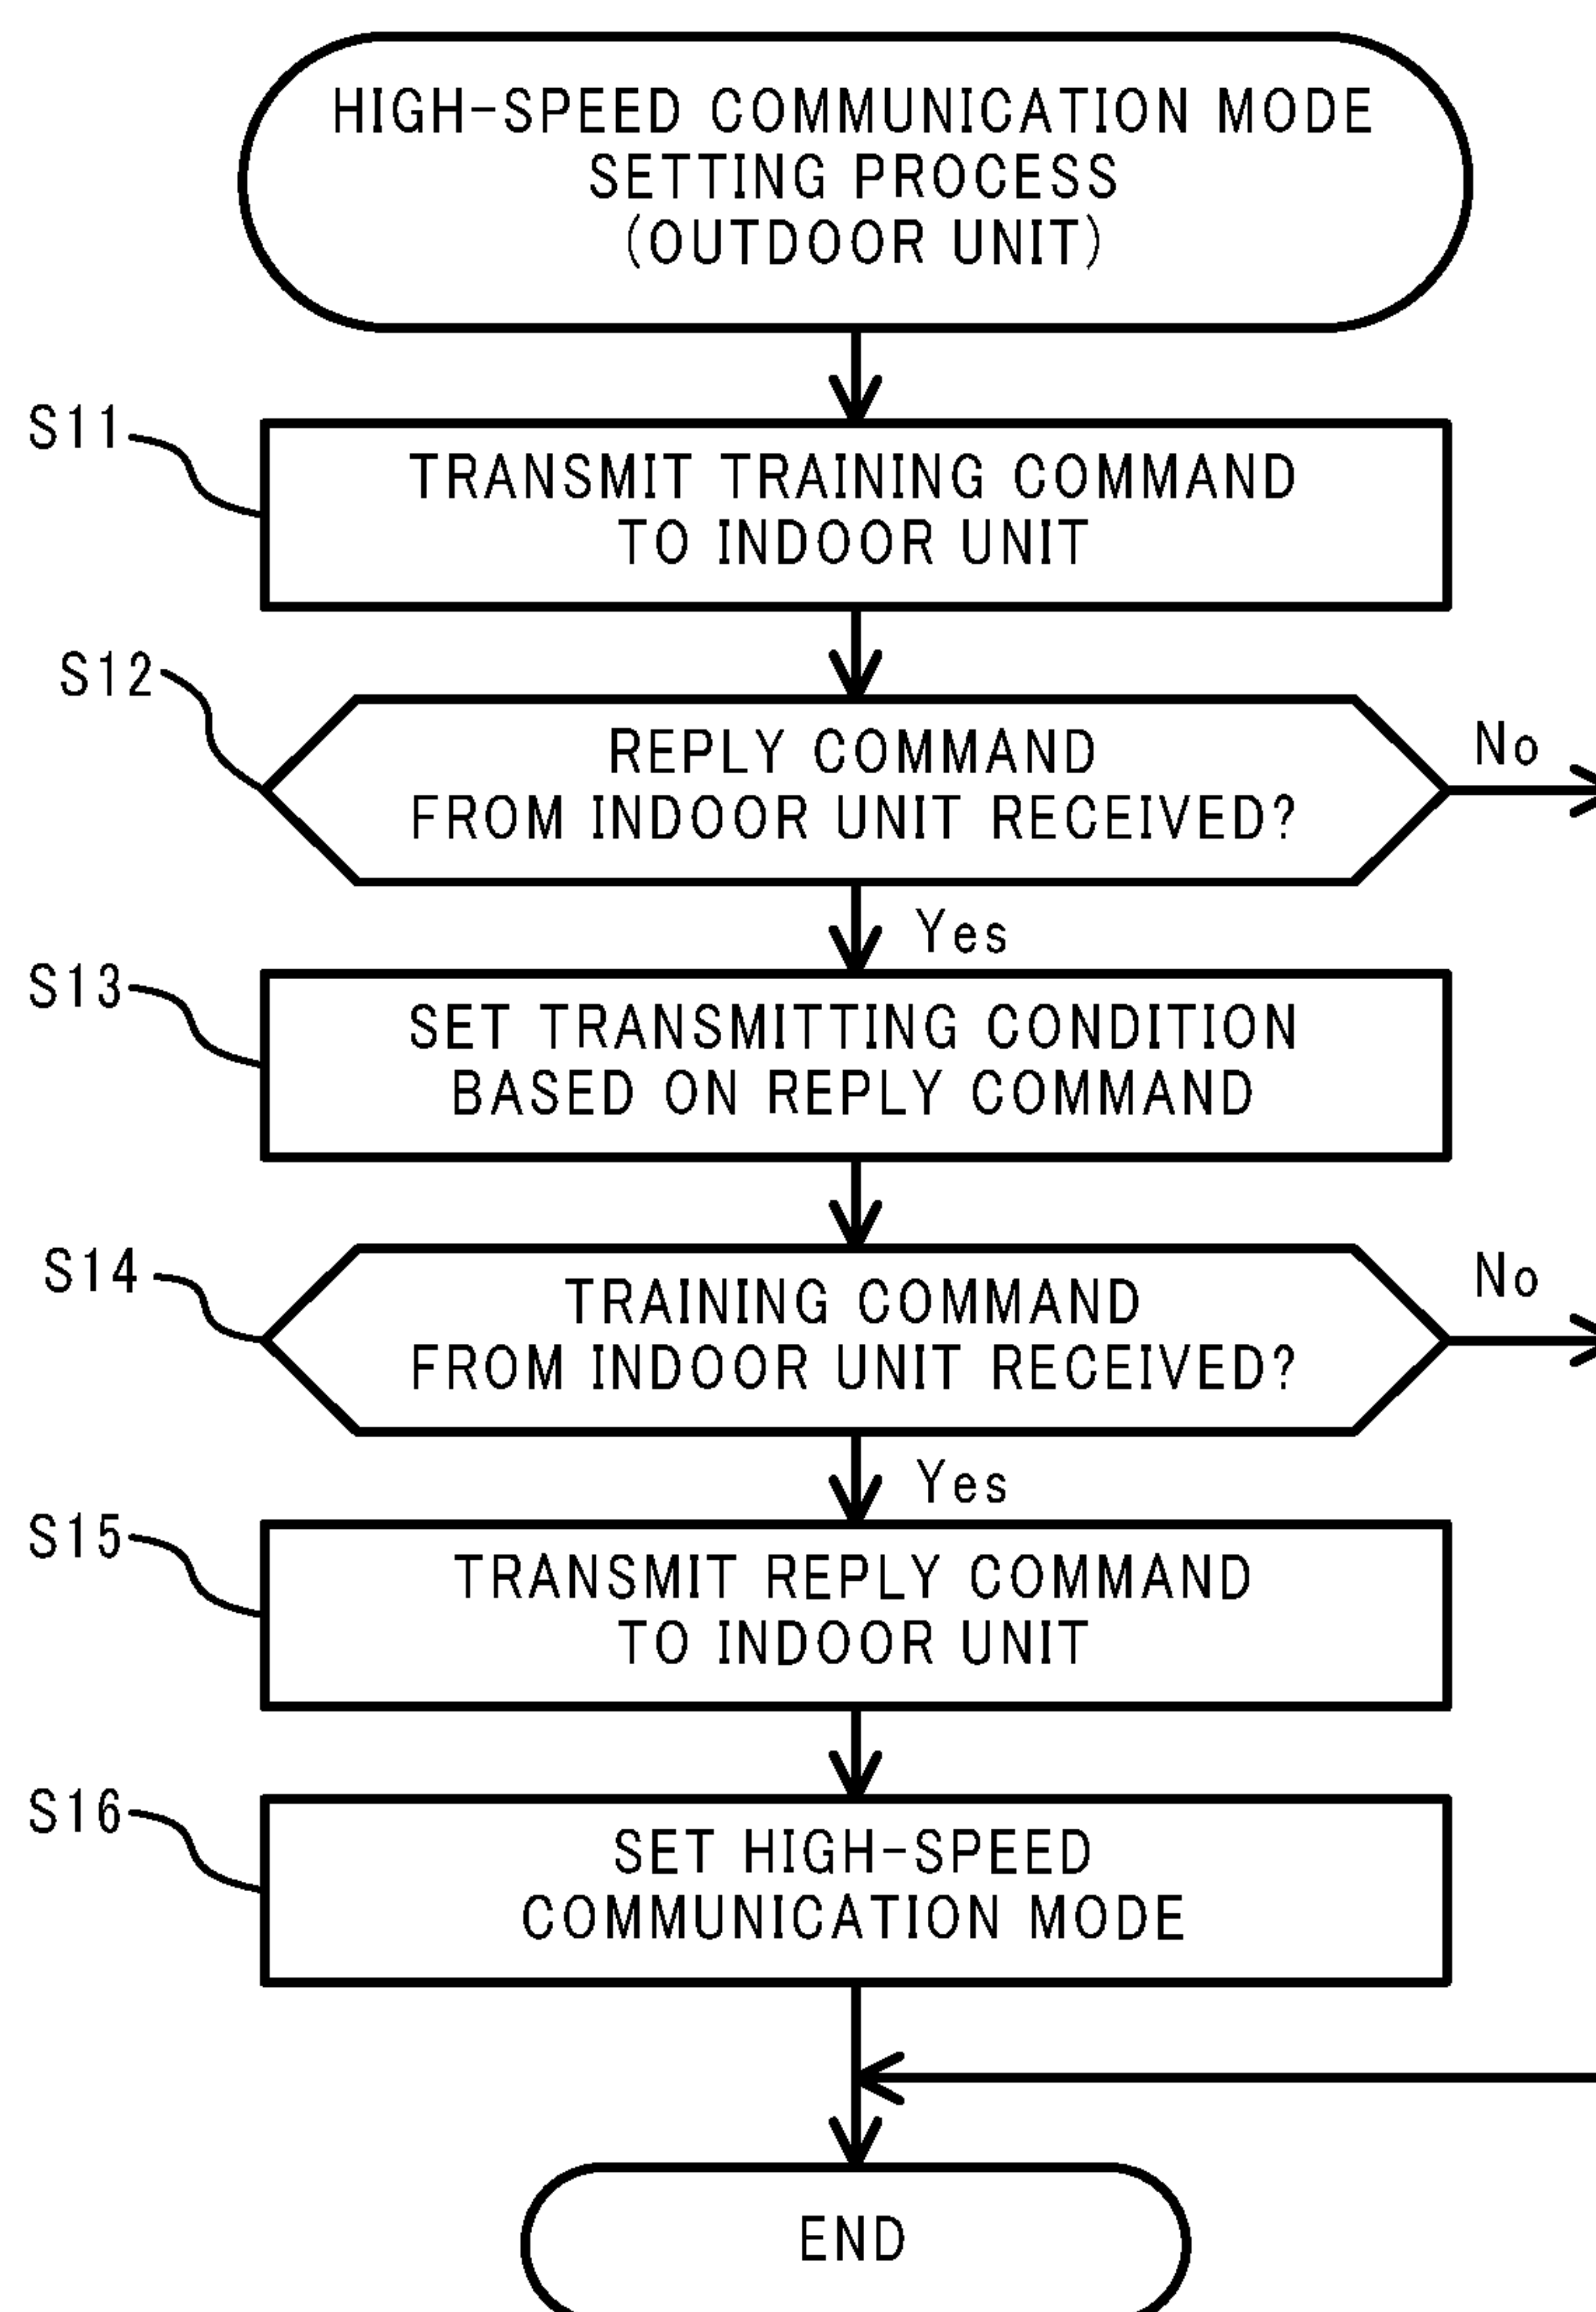 HIGH-SPEED COMMUNICATION MODE
SETTING PROCESS
(OUTDOOR UNIT)
S11
TRANSMIT TRAINING COMMAND
TO INDOOR UNIT
S12
REPLY COMMAND
FROM INDOOR UNIT RECEIVED?
No
Yes
S13
SET TRANSMITTING CONDITION
BASED ON REPLY COMMAND
S14
TRAINING COMMAND
FROM INDOOR UNIT RECEIVED?
No
Yes
S15
TRANSMIT REPLY COMMAND
TO INDOOR UNIT
S16
SET HIGH-SPEED
COMMUNICATION MODE
END